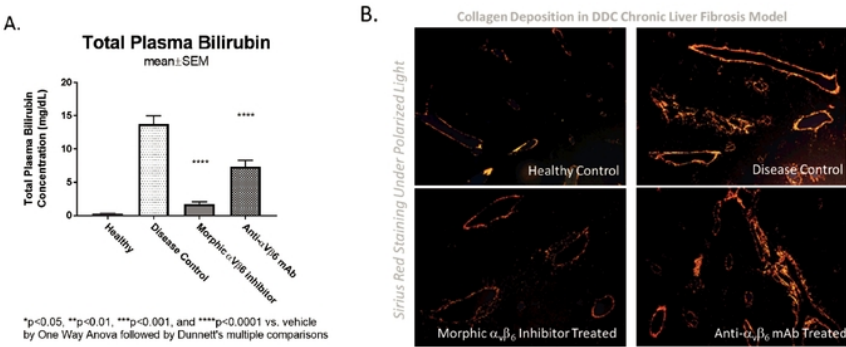 A.
Total Plasma Bilirubin
mean±SEM
Total Plasma Bilirubin
Concentration (mg/dL)
20
15
10
5
0
****
****
Healthy
Disease Control
Morphic αVβ6 inhibitor
Anti-αVβ6 mAb
*p<0.05, **p<0.01, ***p<0.001, and ****p<0.0001 vs. vehicle
by One Way Anova followed by Dunnett's multiple comparisons
B.
Collagen Deposition in DDC Chronic Liver Fibrosis Model
Sirius Red Staining Under Polarized Light
Healthy Control
Disease Control
Morphic αvβ6 Inhibitor Treated
Anti-αvβ6 mAb Treated